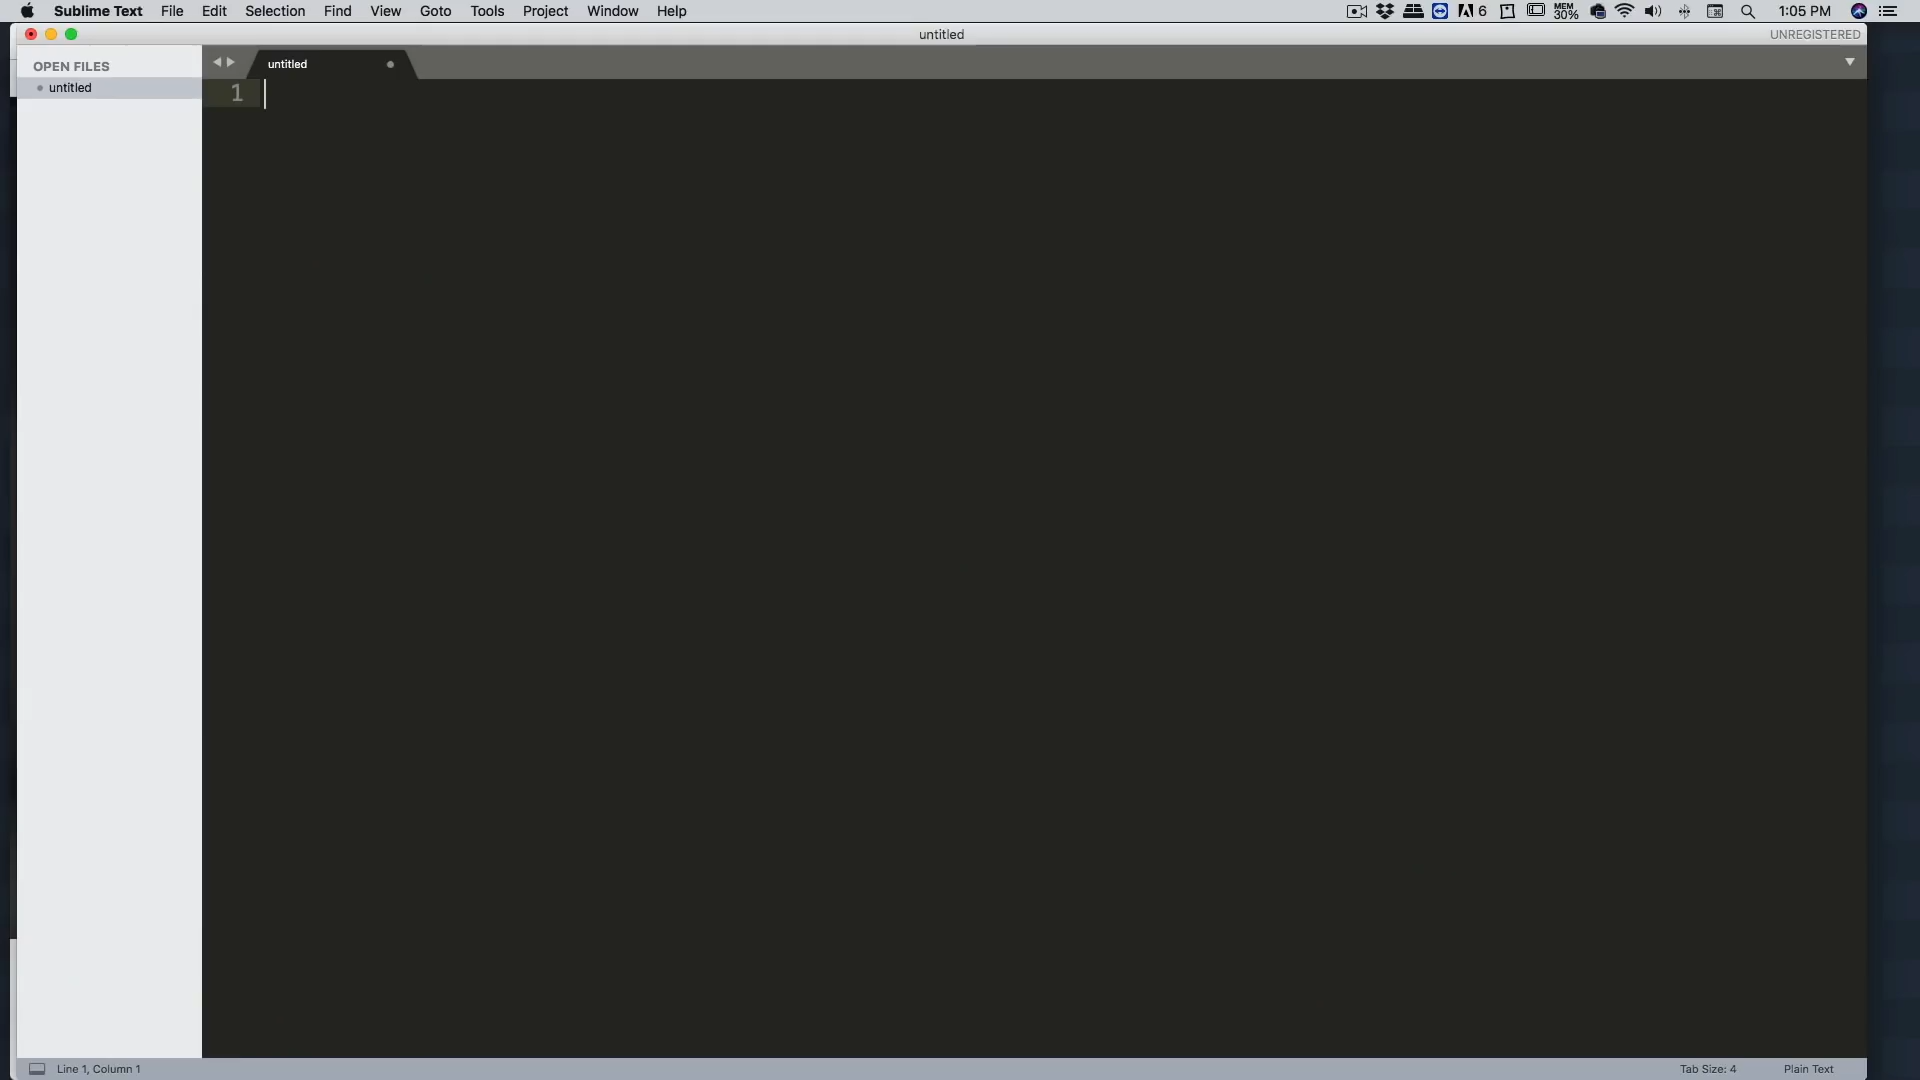 Sublime Text File Edit Selection Find View Goto Tools Project Window Help 6 MEM 30% 1:05 PM
untitled UNREGISTERED
OPEN FILES
untitled
untitled
1
Line 1, Column 1 Tab Size: 4 Plain Text